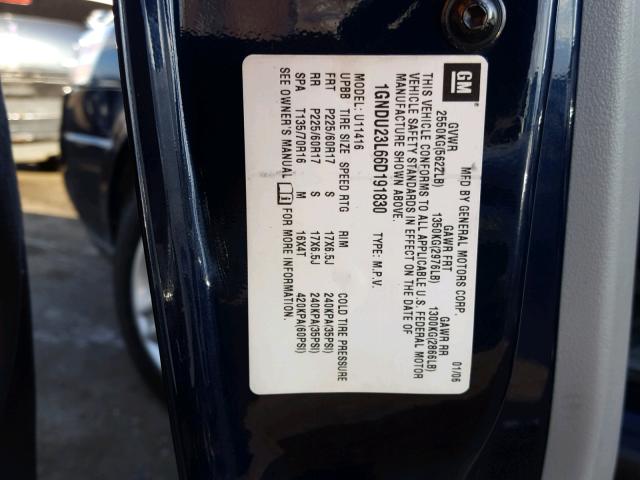 GM
MFD BY GENERAL MOTORS CORP. 01/06
GVWR GAWR FRT GAWR RR
2550KG(5622LB) 1350KG(2976LB) 1300KG(2866LB)
THIS VEHICLE CONFORMS TO ALL APPLICABLE U.S. FEDERAL MOTOR
VEHICLE SAFETY STANDARDS IN EFFECT ON THE DATE OF
MANUFACTURE SHOWN ABOVE.
1GNDU23L66D191830 TYPE: M.P.V.
MODEL: U11416
UPBB TIRE SIZE SPEED RTG RIM COLD TIRE PRESSURE
FRT P225/60R17 S 17X6.5J 240KPA(35PSI)
RR P225/60R17 S 17X6.5J 240KPA(35PSI)
SPA T135/70R16 M 16X4T 420KPA(60PSI)
SEE OWNER'S MANUAL FOR MORE INFORMATION.